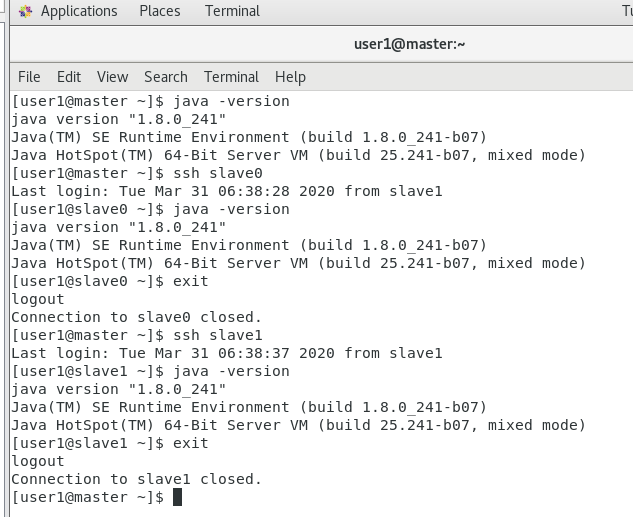 Applications Places Terminal
user1@master:~
File Edit View Search Terminal Help
[user1@master ~]$ java -version
java version "1.8.0_241"
Java(TM) SE Runtime Environment (build 1.8.0_241-b07)
Java HotSpot(TM) 64-Bit Server VM (build 25.241-b07, mixed mode)
[user1@master ~]$ ssh slave0
Last login: Tue Mar 31 06:38:28 2020 from slave1
[user1@slave0 ~]$ java -version
java version "1.8.0_241"
Java(TM) SE Runtime Environment (build 1.8.0_241-b07)
Java HotSpot(TM) 64-Bit Server VM (build 25.241-b07, mixed mode)
[user1@slave0 ~]$ exit
logout
Connection to slave0 closed.
[user1@master ~]$ ssh slave1
Last login: Tue Mar 31 06:38:37 2020 from slave1
[user1@slave1 ~]$ java -version
java version "1.8.0_241"
Java(TM) SE Runtime Environment (build 1.8.0_241-b07)
Java HotSpot(TM) 64-Bit Server VM (build 25.241-b07, mixed mode)
[user1@slave1 ~]$ exit
logout
Connection to slave1 closed.
[user1@master ~]$